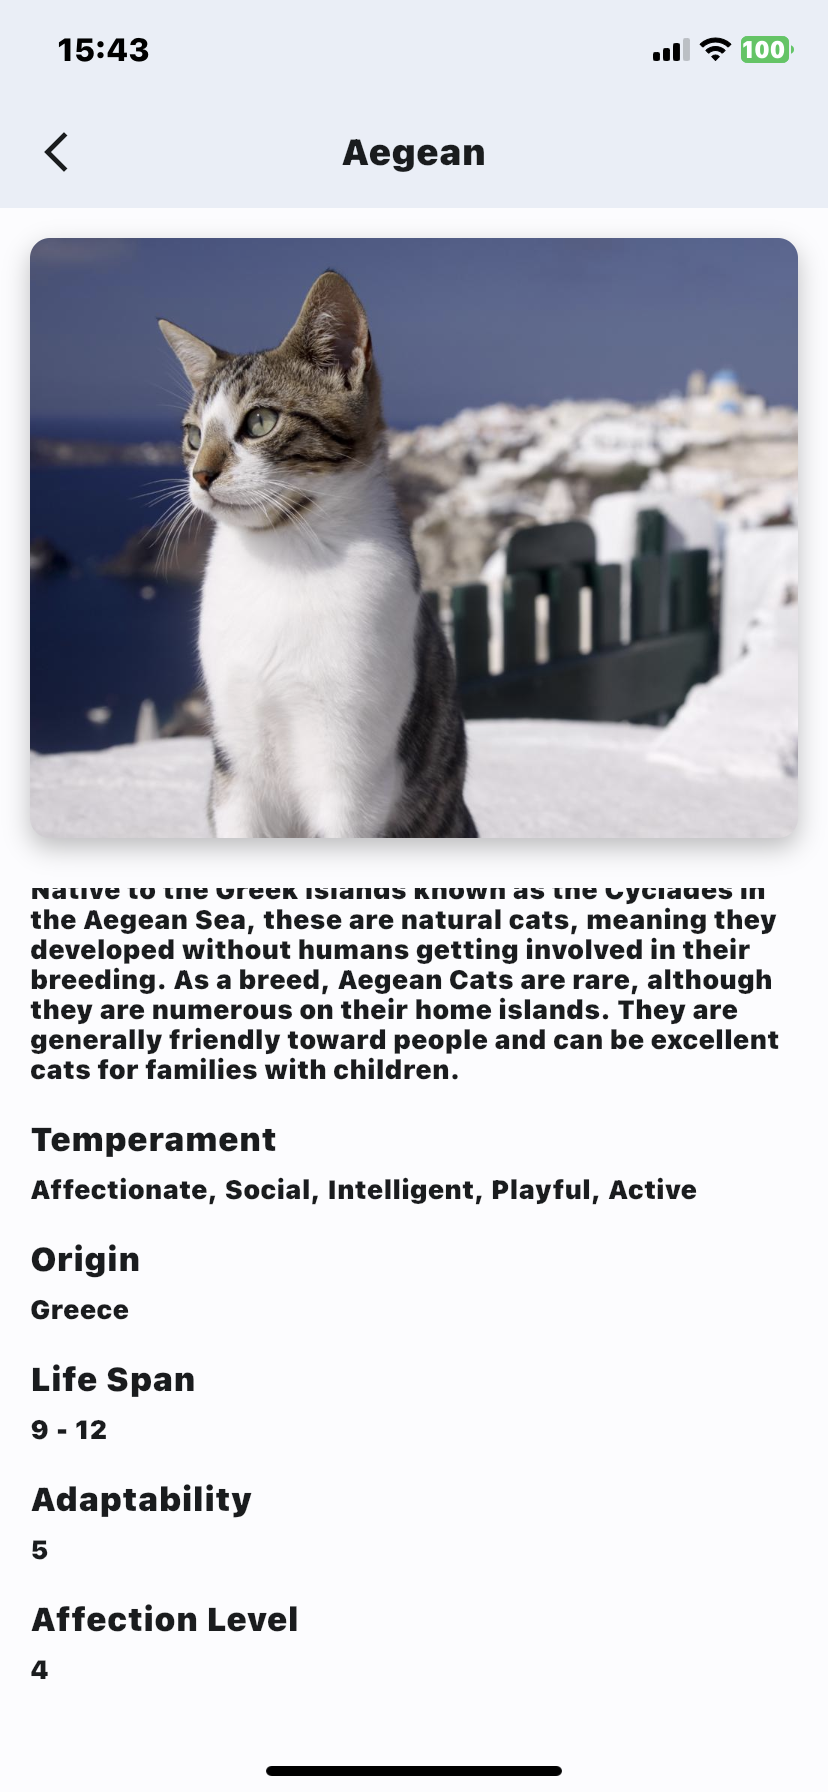 15:43
100
Aegean
Native to the Greek islands known as the Cyclades in
the Aegean Sea, these are natural cats, meaning they
developed without humans getting involved in their
breeding. As a breed, Aegean Cats are rare, although
they are numerous on their home islands. They are
generally friendly toward people and can be excellent
cats for families with children.
Temperament
Affectionate, Social, Intelligent, Playful, Active
Origin
Greece
Life Span
9 - 12
Adaptability
5
Affection Level
4